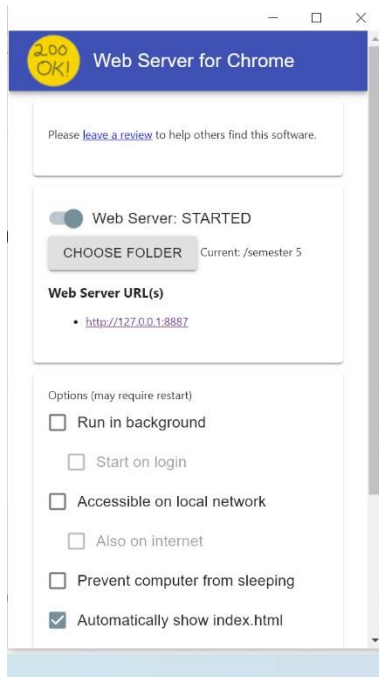 200
OK!
Web Server for Chrome
Please leave a review to help others find this software.
Web Server: STARTED
CHOOSE FOLDER Current: /semester 5
Web Server URL(s)
http://127.0.0.1:8887
Options (may require restart)
Run in background
Start on login
Accessible on local network
Also on internet
Prevent computer from sleeping
Automatically show index.html